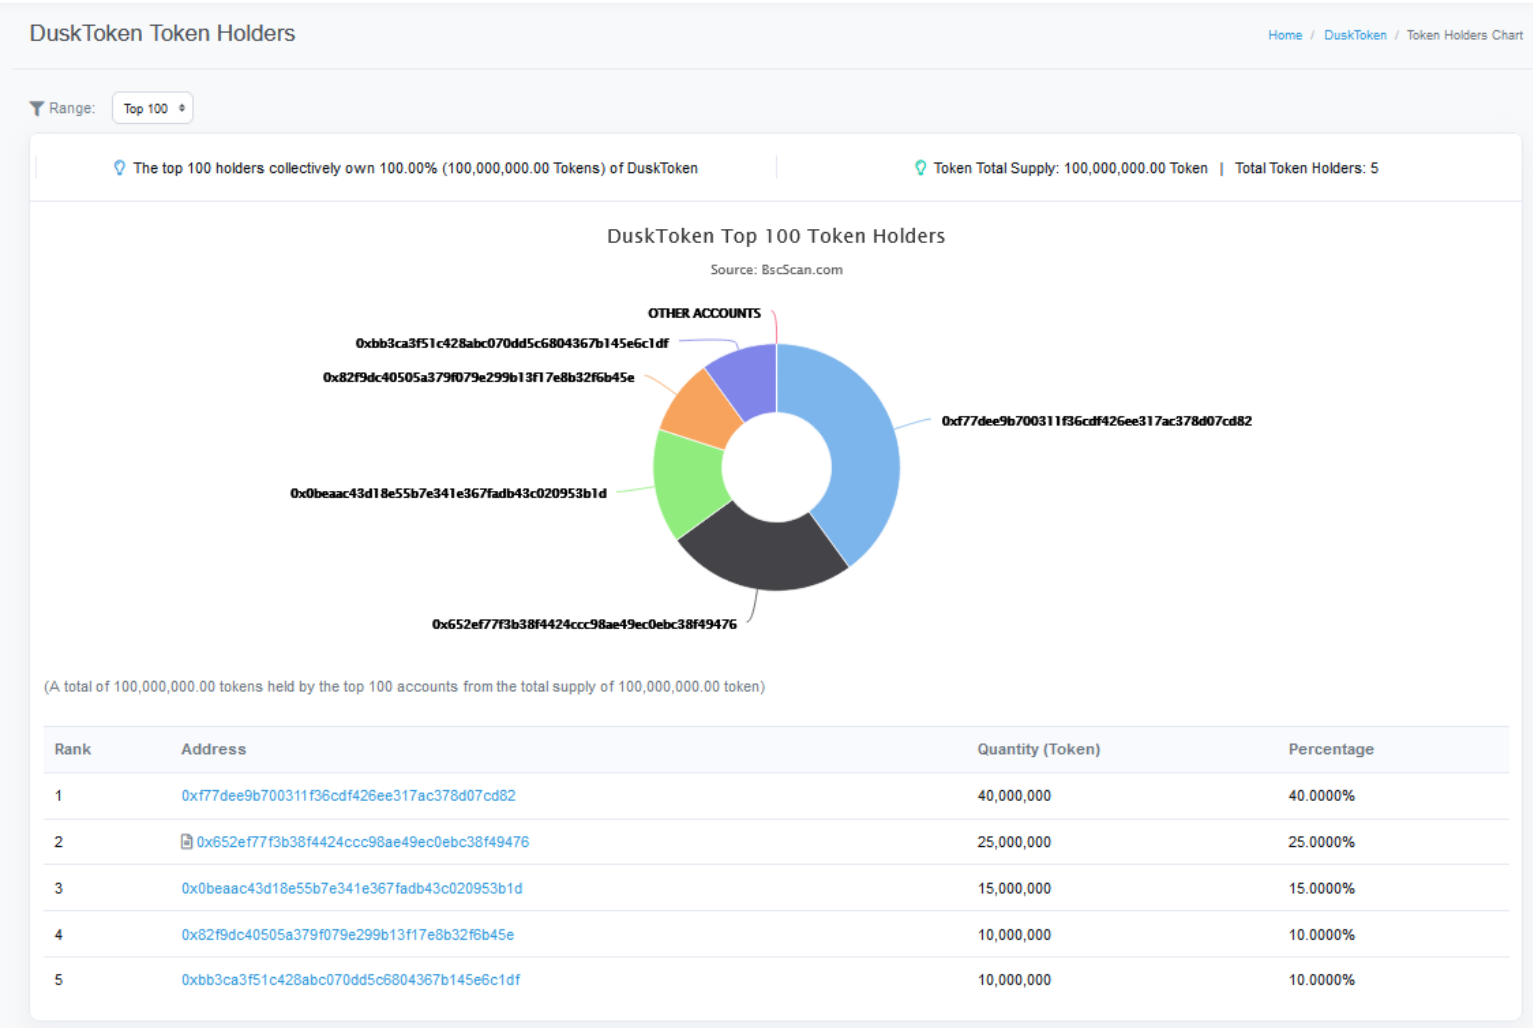 DuskToken Token Holders
Home / DuskToken / Token Holders Chart
Range: Top 100
The top 100 holders collectively own 100.00% (100,000,000.00 Tokens) of DuskToken
Token Total Supply: 100,000,000.00 Token | Total Token Holders: 5
DuskToken Top 100 Token Holders
Source: BscScan.com
OTHER ACCOUNTS
0xbb3ca3f51c428abc070dd5c6804367b145e6c1df
0x82f9dc40505a379f079e299b13f17e8b32f6b45e
0xf77dee9b700311f36cdf426ee317ac378d07cd82
0x0beaac43d18e55b7e341e367fadb43c020953b1d
0x652ef77f3b38f4424ccc98ae49ec0ebc38f49476
(A total of 100,000,000.00 tokens held by the top 100 accounts from the total supply of 100,000,000.00 token)
Rank Address Quantity (Token) Percentage
1 0xf77dee9b700311f36cdf426ee317ac378d07cd82 40,000,000 40.0000%
2 0x652ef77f3b38f4424ccc98ae49ec0ebc38f49476 25,000,000 25.0000%
3 0x0beaac43d18e55b7e341e367fadb43c020953b1d 15,000,000 15.0000%
4 0x82f9dc40505a379f079e299b13f17e8b32f6b45e 10,000,000 10.0000%
5 0xbb3ca3f51c428abc070dd5c6804367b145e6c1df 10,000,000 10.0000%